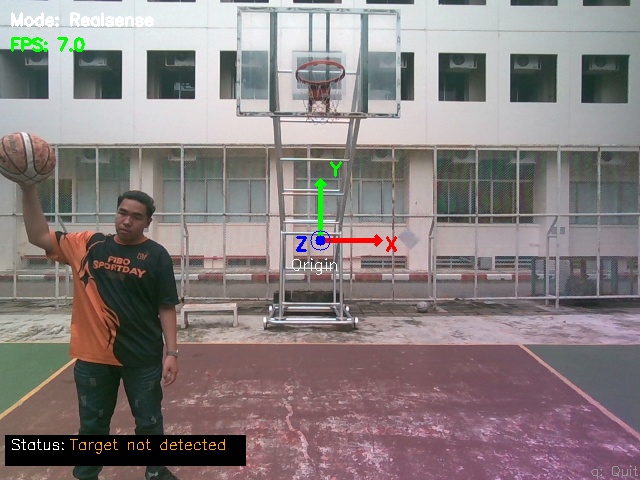 Mode: Realsense
FPS: 7.0
Y
Z
X
Origin
FIBO
SPORTDAY
Status: Target not detected
q: Quit